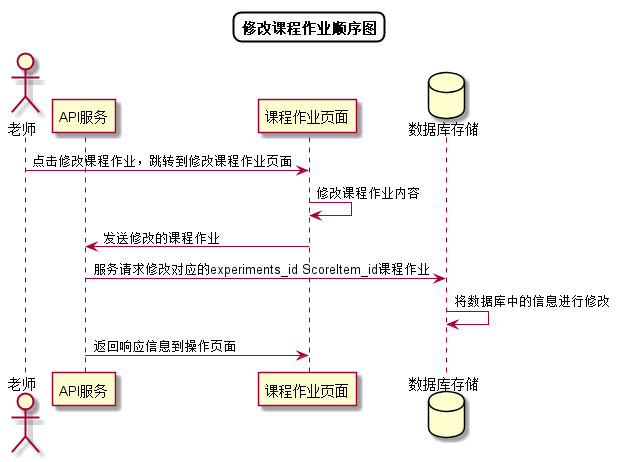 修改课程作业顺序图
老师
API服务
课程作业页面
数据库存储
点击修改课程作业，跳转到修改课程作业页面
修改课程作业内容
发送修改的课程作业
服务请求修改对应的experiments_id ScoreItem_id课程作业
将数据库中的信息进行修改
返回响应信息到操作页面
老师
API服务
课程作业页面
数据库存储